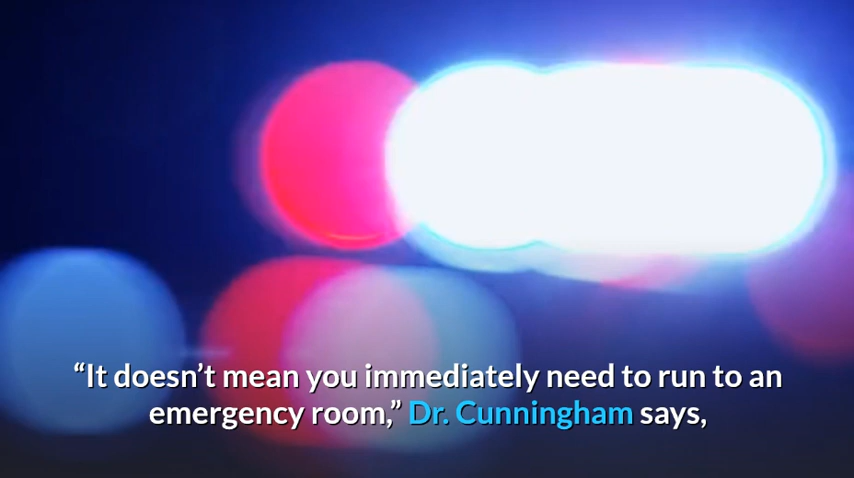 “It doesn’t mean you immediately need to run to an
emergency room,” Dr. Cunningham says,